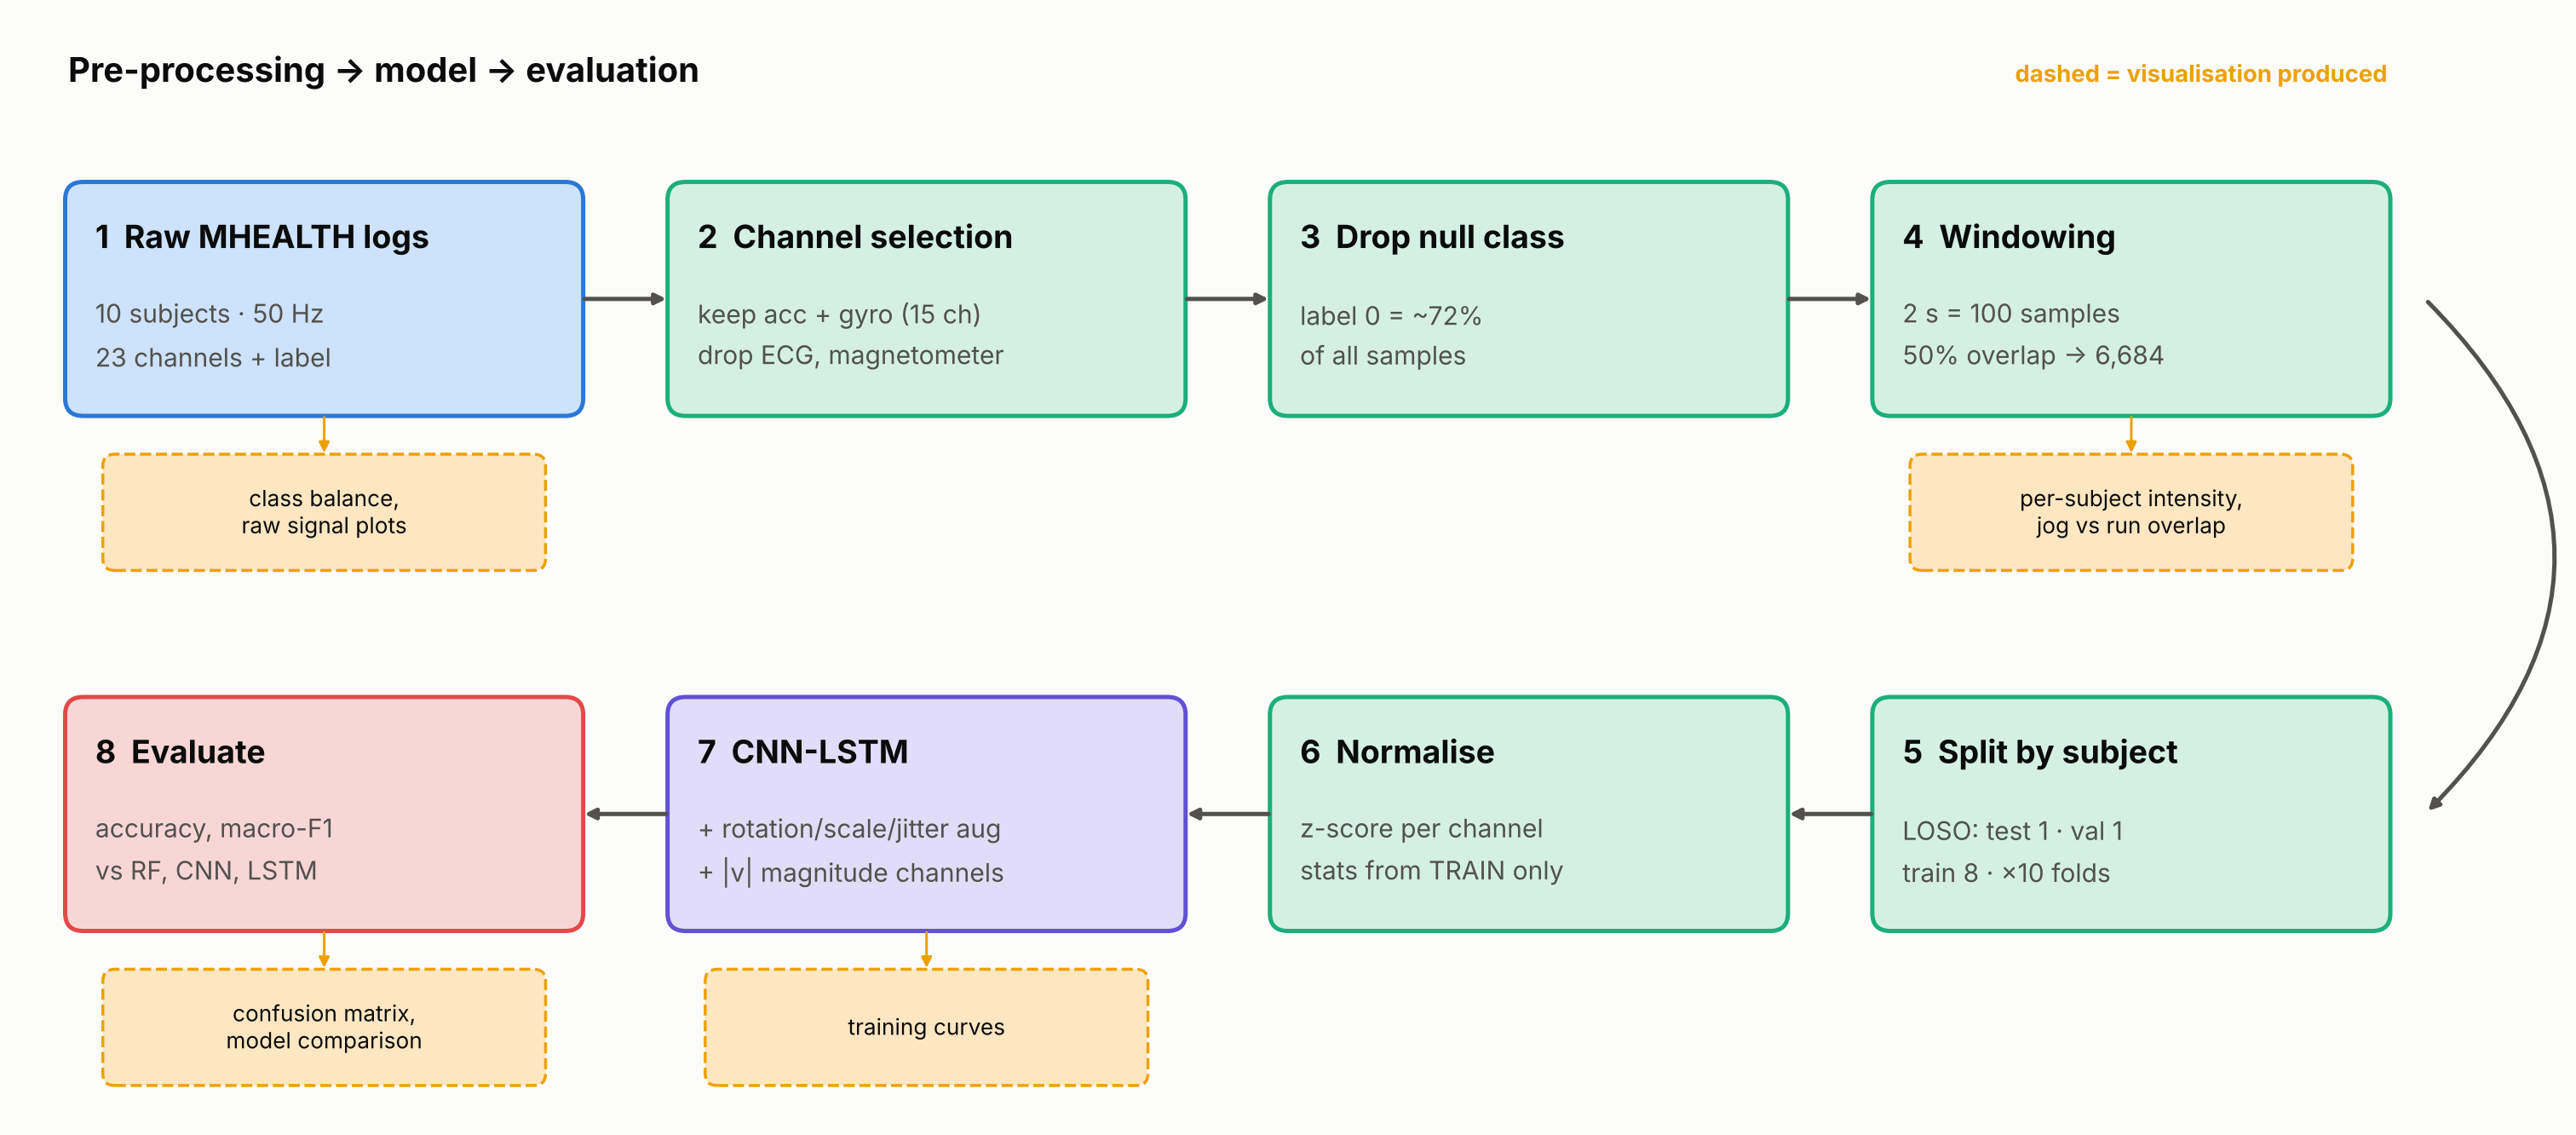 Pre-processing → model → evaluation
dashed = visualisation produced
1 Raw MHEALTH logs
10 subjects · 50 Hz
23 channels + label
2 Channel selection
keep acc + gyro (15 ch)
drop ECG, magnetometer
3 Drop null class
label 0 = ~72%
of all samples
4 Windowing
2 s = 100 samples
50% overlap → 6,684
class balance,
raw signal plots
per-subject intensity,
jog vs run overlap
5 Split by subject
LOSO: test 1 · val 1
train 8 · ×10 folds
6 Normalise
z-score per channel
stats from TRAIN only
7 CNN-LSTM
+ rotation/scale/jitter aug
+ |v| magnitude channels
8 Evaluate
accuracy, macro-F1
vs RF, CNN, LSTM
training curves
confusion matrix,
model comparison